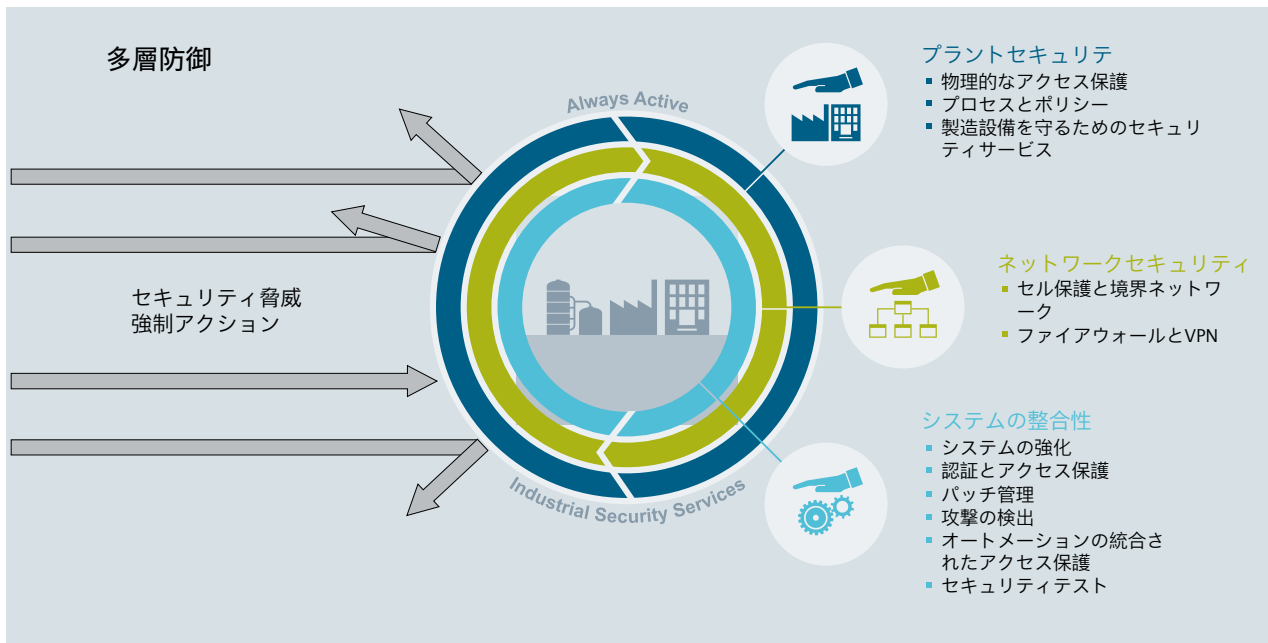 多層防御
Always Active
プラントセキュリテ
物理的なアクセス保護
プロセスとポリシー
製造設備を守るためのセキュリ
ティサービス
セキュリティ脅威
強制アクション
ネットワークセキュリティ
セル保護と境界ネットワ
ーク
ファイアウォールとVPN
システムの整合性
システムの強化
認証とアクセス保護
パッチ管理
攻撃の検出
オートメーションの統合さ
れたアクセス保護
セキュリティテスト
Industrial Security Services